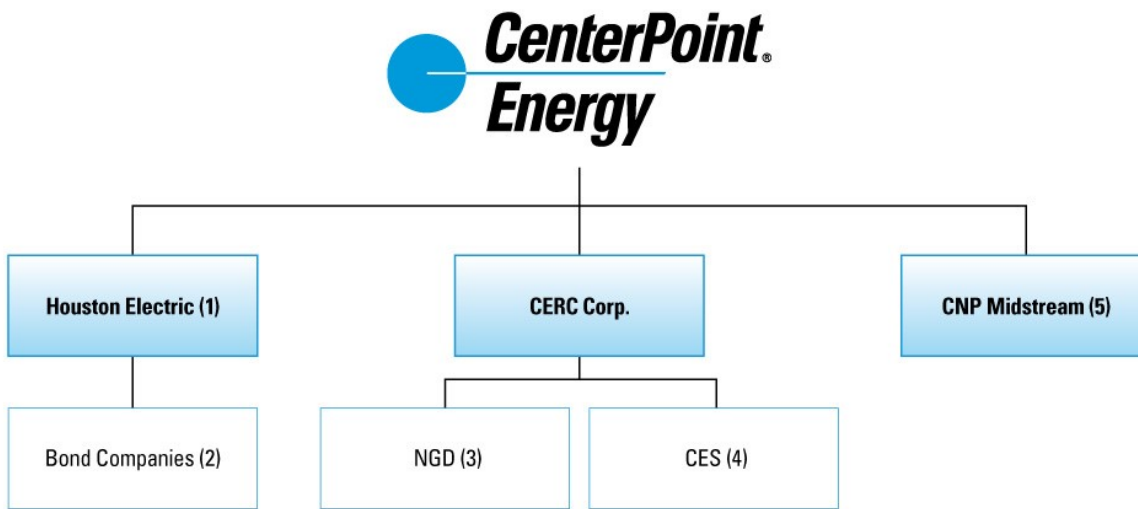 CenterPoint®
Energy
Houston Electric (1)
CERC Corp.
CNP Midstream (5)
Bond Companies (2)
NGD (3)
CES (4)